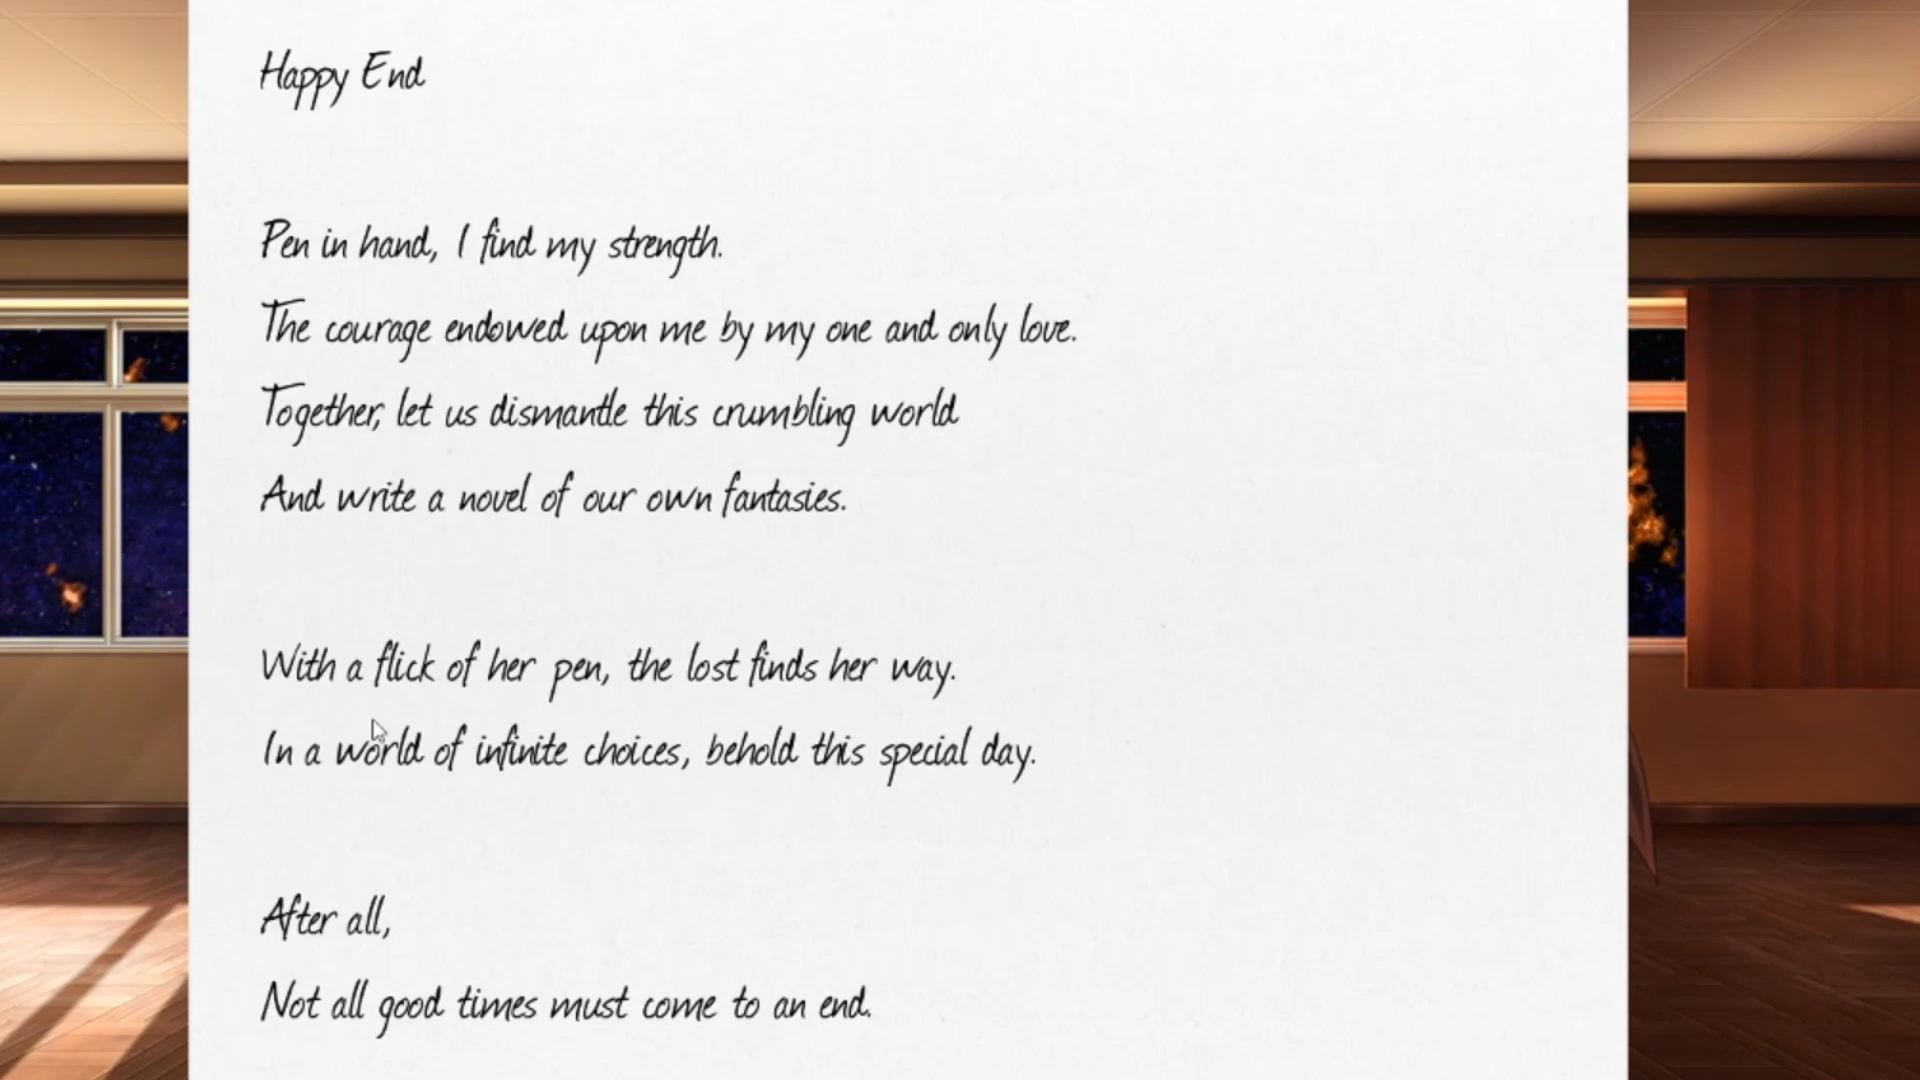 Happy End
Pen in hand, I find my strength.
The courage endowed upon me by my one and only love.
Together, let us dismantle this crumbling world
And write a novel of our own fantasies.
With a flick of her pen, the lost finds her way.
In a world of infinite choices, behold this special day.
After all,
Not all good times must come to an end.